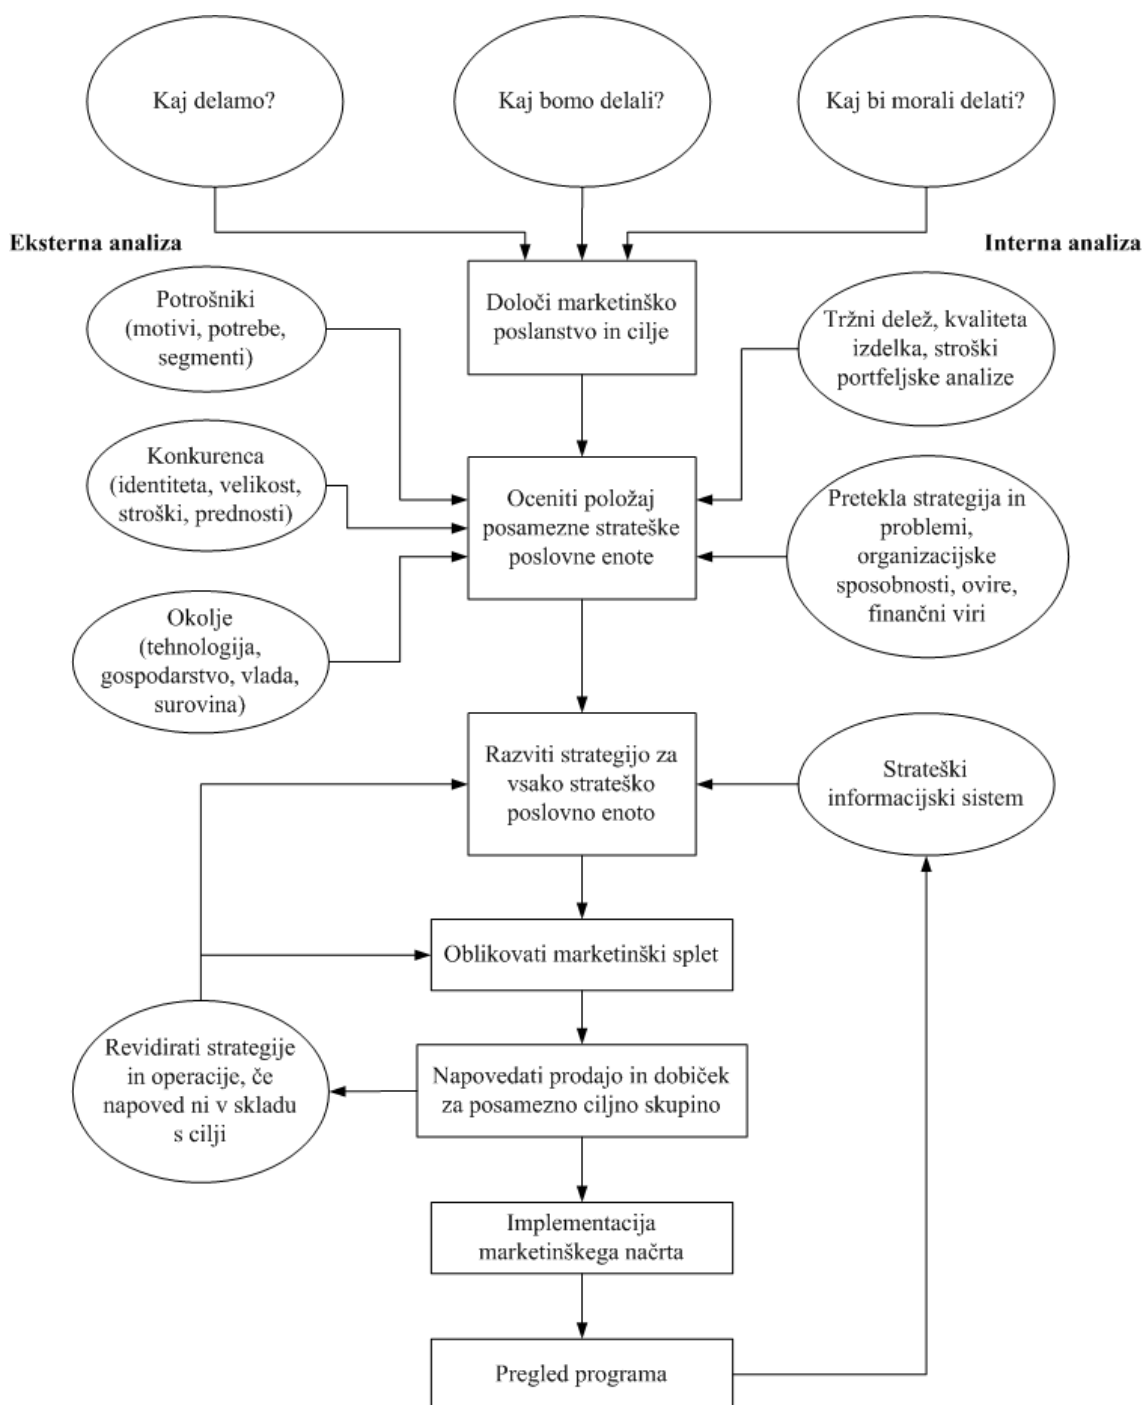 Kaj delamo?
Kaj bomo delali?
Kaj bi morali delati?
Eksterna analiza
Interna analiza
Določi marketinško
poslanstvo in cilje
Potrošniki
(motivi, potrebe,
segmenti)
Tržni delež, kvaliteta
izdelka, stroški
portfeljske analize
Konkurenca
(identiteta, velikost,
stroški, prednosti)
Oceniti položaj
posamezne strateške
poslovne enote
Pretekla strategija in
problemi,
organizacijske
sposobnosti, ovire,
finančni viri
Okolje
(tehnologija,
gospodarstvo, vlada,
surovina)
Razviti strategijo za
vsako strateško
poslovno enoto
Strateški
informacijski sistem
Oblikovati marketinški splet
Revidirati strategije
in operacije, če
napoved ni v skladu
s cilji
Napovedati prodajo in dobiček
za posamezno ciljno skupino
Implementacija
marketinškega načrta
Pregled programa